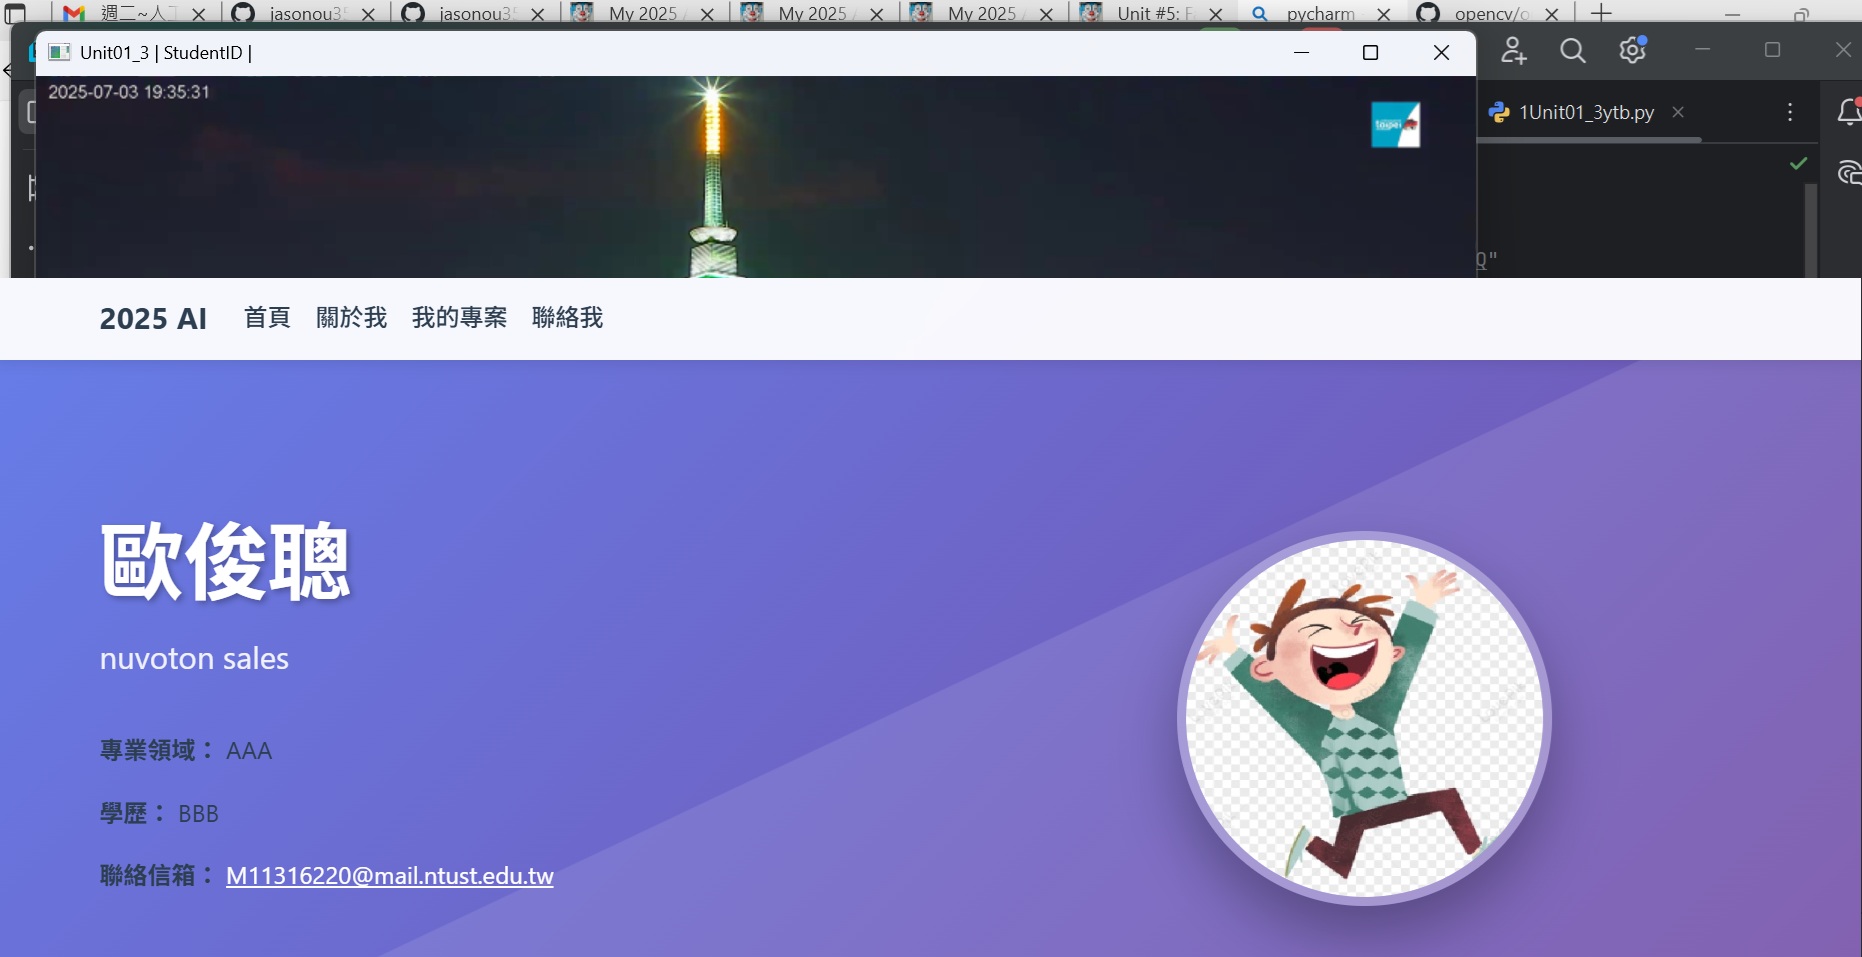 週二~人工
jasonou35
jasonou35
My 2025
My 2025
My 2025
Unit #5: F
pycharm
opencv/o
Unit01_3 | StudentID |
2025-07-03 19:35:31
taipei
1Unit01_3ytb.py
Q"
2025 AI 首頁 關於我 我的專案 聯絡我
歐俊聰
nuvoton sales
專業領域： AAA
學歷： BBB
聯絡信箱： M11316220@mail.ntust.edu.tw